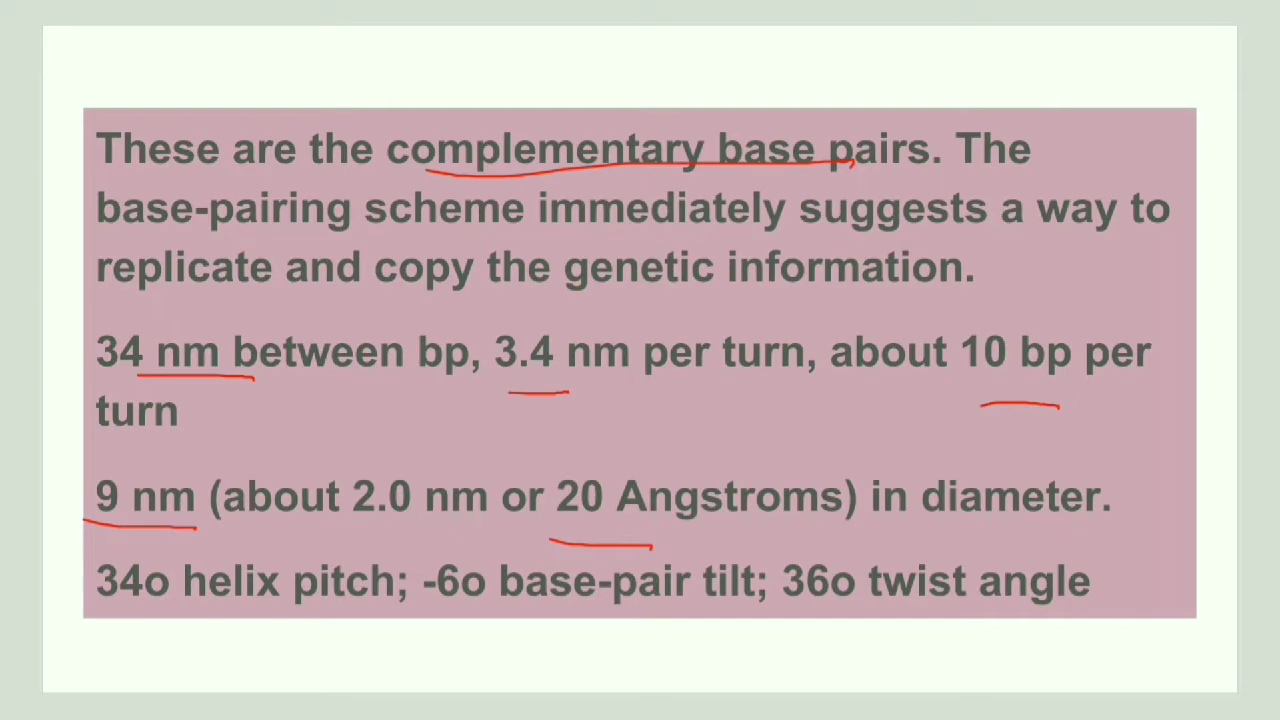 These are the complementary base pairs. The
base-pairing scheme immediately suggests a way to
replicate and copy the genetic information.
34 nm between bp, 3.4 nm per turn, about 10 bp per
turn
9 nm (about 2.0 nm or 20 Angstroms) in diameter.
34o helix pitch; -6o base-pair tilt; 36o twist angle